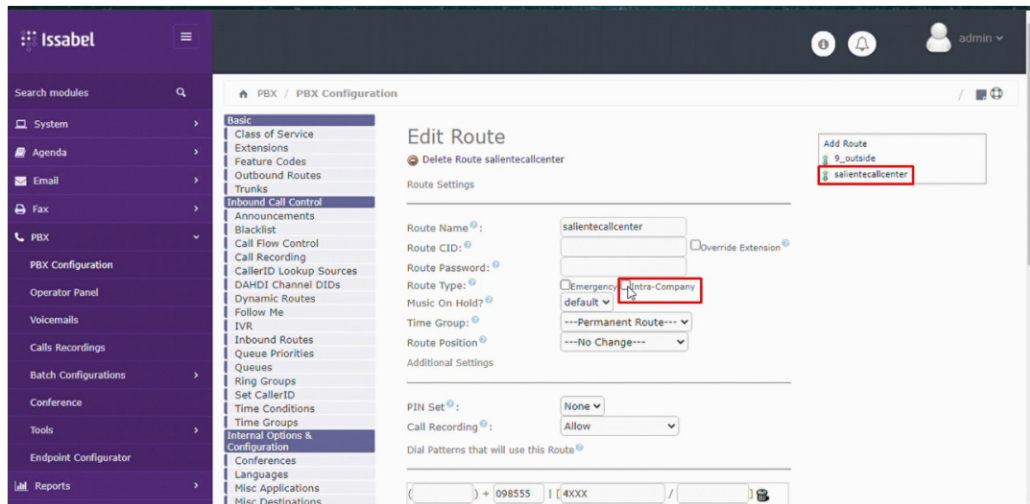 Issabel
admin
Search modules
PBX / PBX Configuration
/
System
Agenda
Email
Fax
PBX
PBX Configuration
Operator Panel
Voicemails
Calls Recordings
Batch Configurations
Conference
Tools
Endpoint Configurator
Reports
Basic
Class of Service
Extensions
Feature Codes
Outbound Routes
Trunks
Inbound Call Control
Announcements
Blacklist
Call Flow Control
Call Recording
CallerID Lookup Sources
DAHDI Channel DIDs
Dynamic Routes
Follow Me
IVR
Inbound Routes
Queue Priorities
Queues
Ring Groups
Set CallerID
Time Conditions
Time Groups
Internal Options &
Configuration
Conferences
Languages
Misc Applications
Misc Destinations
Edit Route
Delete Route salientecallcenter
Route Settings
Route Name : salientecallcenter
Route CID: Override Extension
Route Password:
Route Type: Emergency Intra-Company
Music On Hold? default
Time Group: ---Permanent Route---
Route Position ---No Change---
Additional Settings
PIN Set : None
Call Recording : Allow
Dial Patterns that will use this Route
( ) + 098555 | [ 4XXX / ]
Add Route
9_outside
salientecallcenter